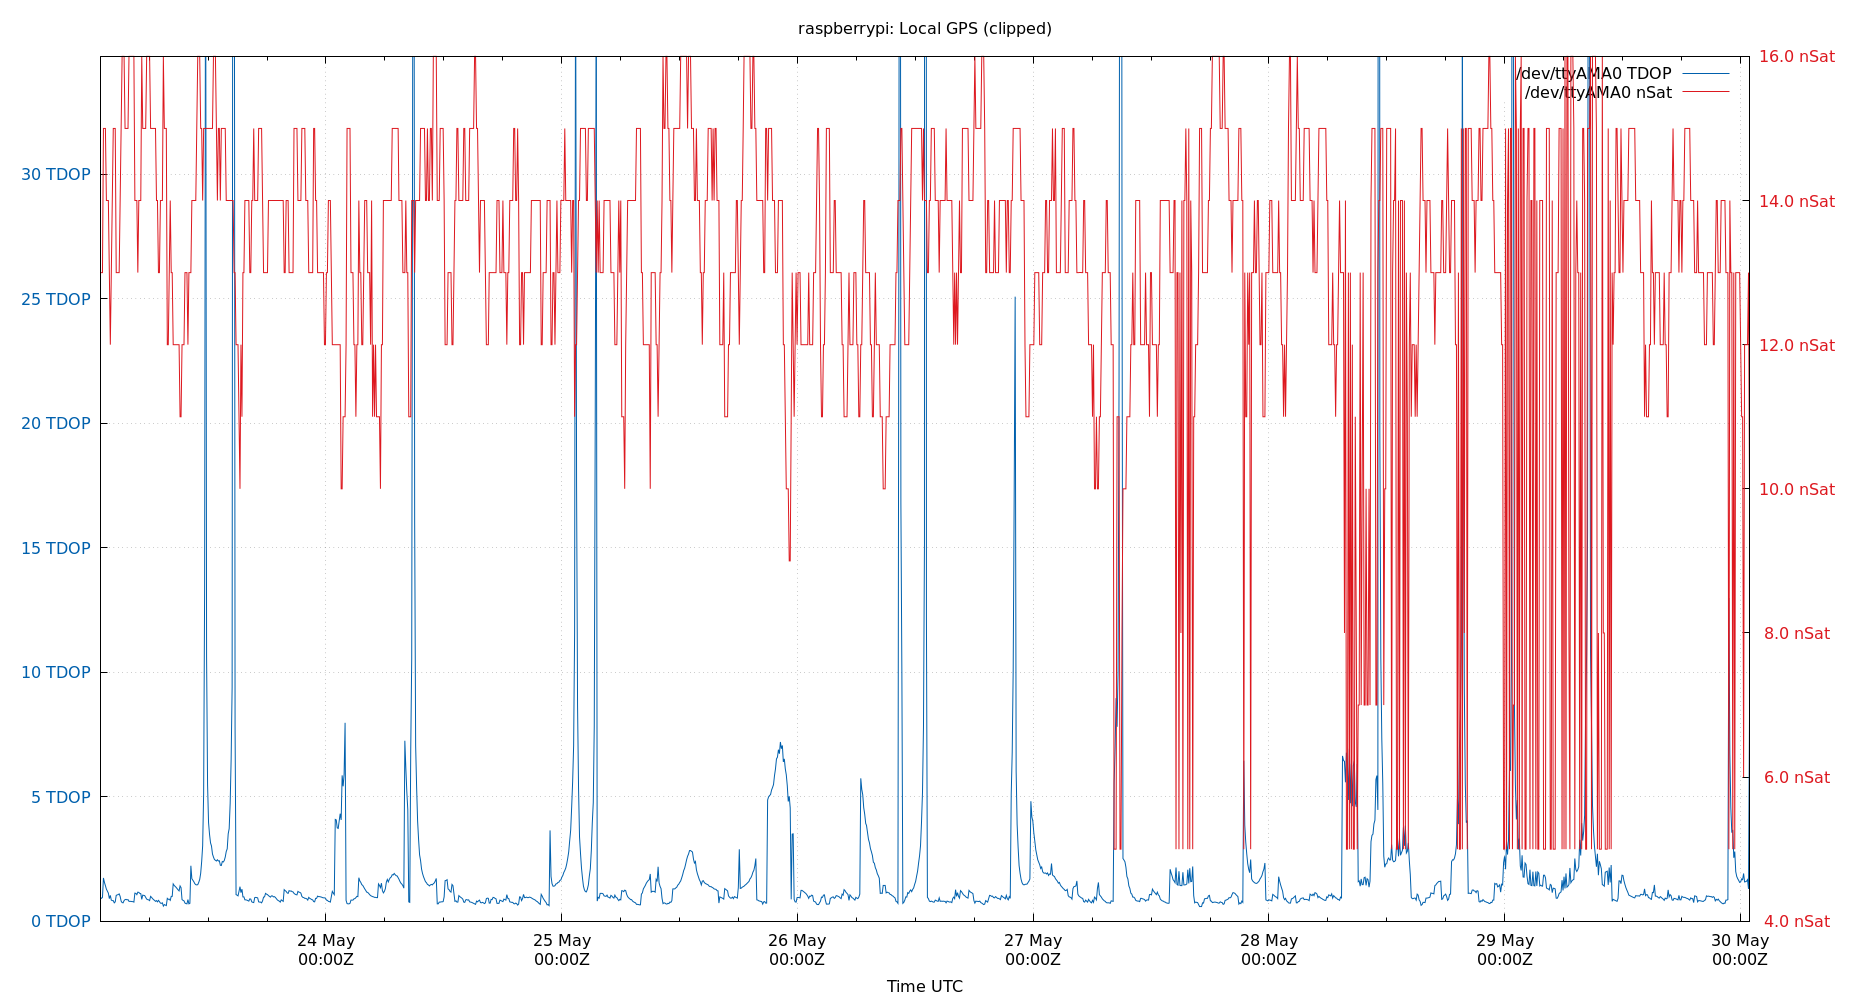 raspberrypi: Local GPS (clipped)
/dev/ttyAMA0 TDOP
/dev/ttyAMA0 nSat
30 TDOP
25 TDOP
20 TDOP
15 TDOP
10 TDOP
5 TDOP
0 TDOP
16.0 nSat
14.0 nSat
12.0 nSat
10.0 nSat
8.0 nSat
6.0 nSat
4.0 nSat
24 May
00:00Z
25 May
00:00Z
26 May
00:00Z
27 May
00:00Z
28 May
00:00Z
29 May
00:00Z
30 May
00:00Z
Time UTC